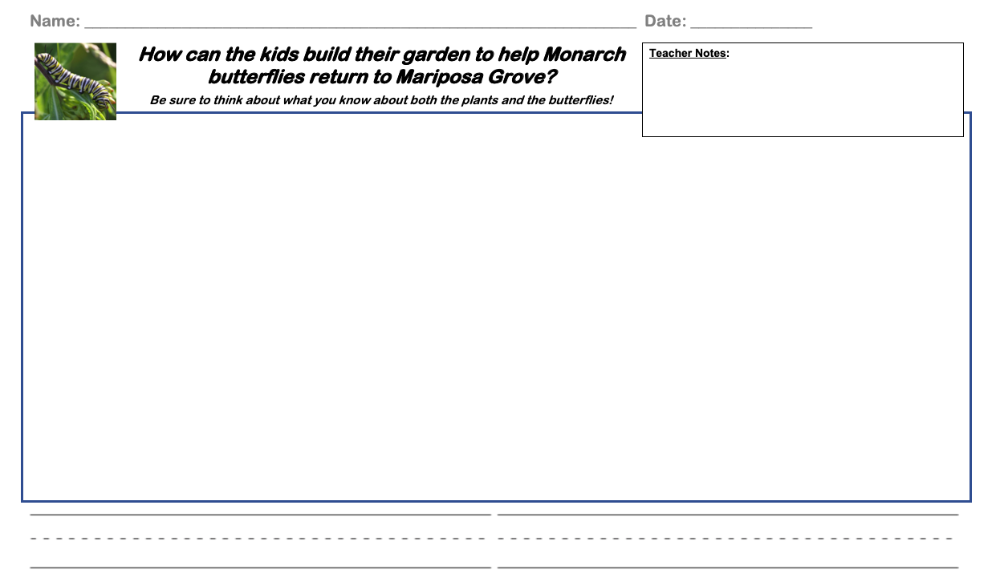 Name: ______________________________________________________________ Date: ______________
How can the kids build their garden to help Monarch
butterflies return to Mariposa Grove?
Be sure to think about what you know about both the plants and the butterflies!
Teacher Notes: